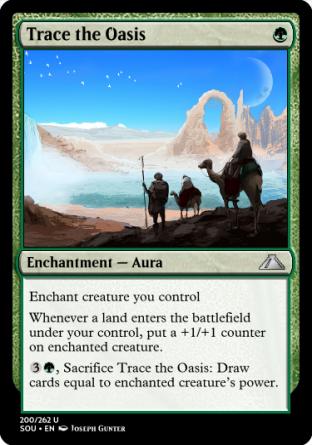 Trace the Oasis
Enchantment — Aura
Enchant creature you control
Whenever a land enters the battlefield
under your control, put a +1/+1 counter
on enchanted creature.
3, Sacrifice Trace the Oasis: Draw
cards equal to enchanted creature's power.
200/262 U
SOU • EN Joseph Gunter